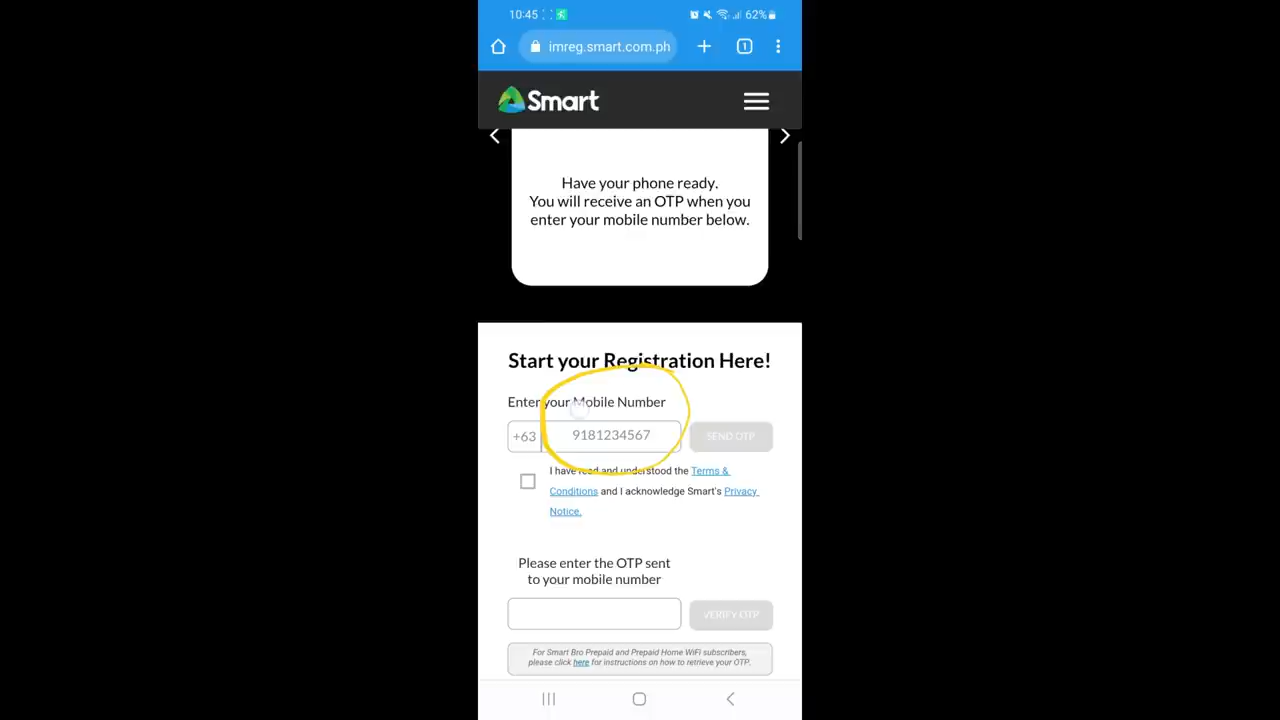 10:45
62%
imreg.smart.com.ph
1
Smart
Have your phone ready.
You will receive an OTP when you
enter your mobile number below.
Start your Registration Here!
Enter your Mobile Number
+63
9181234567
SEND OTP
I have read and understood the Terms &
Conditions and I acknowledge Smart's Privacy
Notice.
Please enter the OTP sent
to your mobile number
VERIFY OTP
For Smart Bro Prepaid and Prepaid Home WiFi subscribers,
please click here for instructions on how to retrieve your OTP.